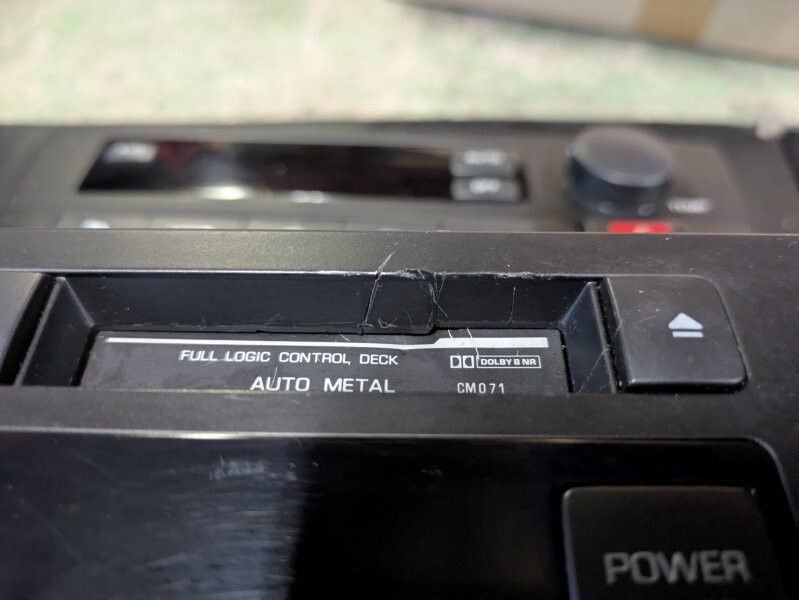 FULL LOGIC CONTROL DECK
DOLBY B NR
AUTO METAL
CM071
POWER